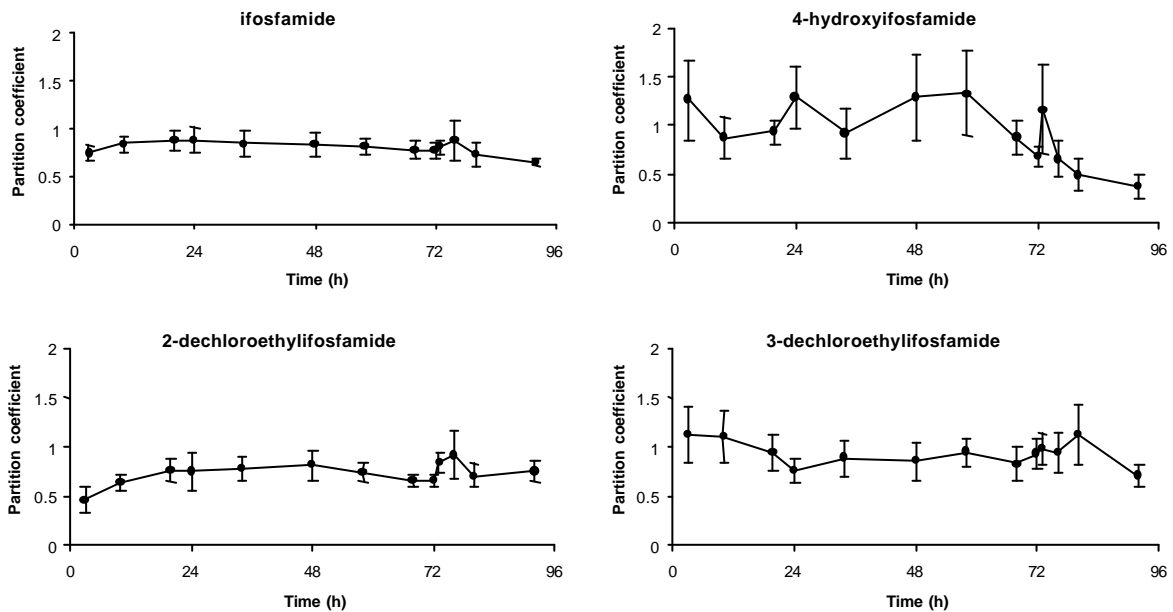 ifosfamide
Partition coefficient
2
1.5
1
0.5
0
0 24 48 72 96
Time (h)
4-hydroxyifosfamide
Partition coefficient
2
1.5
1
0.5
0
0 24 48 72 96
Time (h)
2-dechloroethylifosfamide
Partition coefficient
2
1.5
1
0.5
0
0 24 48 72 96
Time (h)
3-dechloroethylifosfamide
Partition coefficient
2
1.5
1
0.5
0
0 24 48 72 96
Time (h)